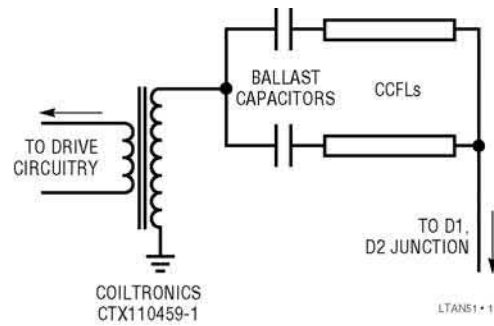 BALLAST
CAPACITORS
CCFLs
TO DRIVE
CIRCUITRY
TO D1,
D2 JUNCTION
COILTRONICS
CTX110459-1
LTAN51 • 1